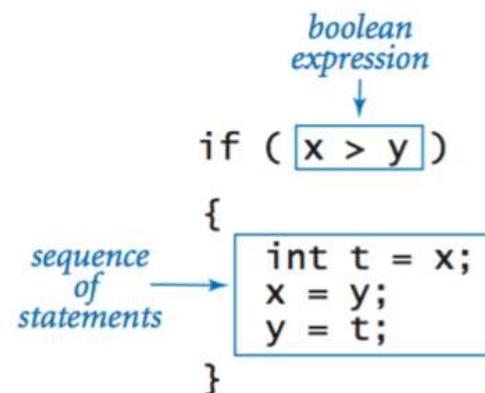 boolean
expression
if ( x > y )
{
sequence
of
statements
int t = x;
x = y;
y = t;
}